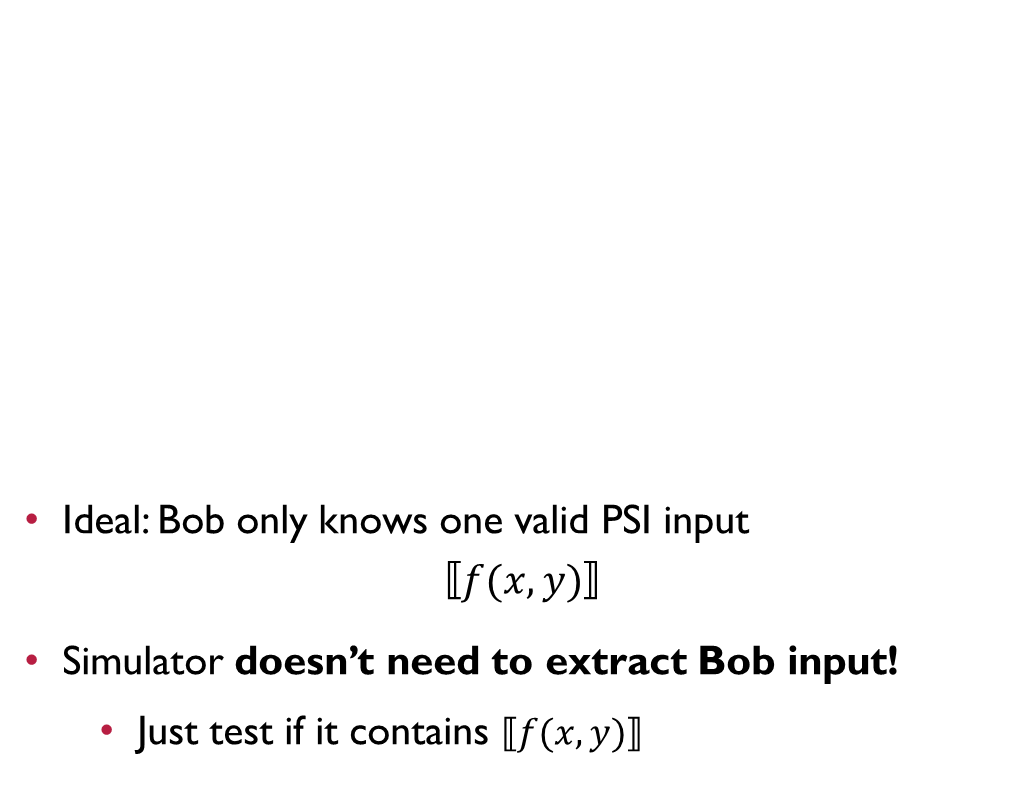 • Ideal: Bob only knows one valid PSI input
⟦f(x, y)⟧
• Simulator doesn’t need to extract Bob input!
• Just test if it contains ⟦f(x, y)⟧